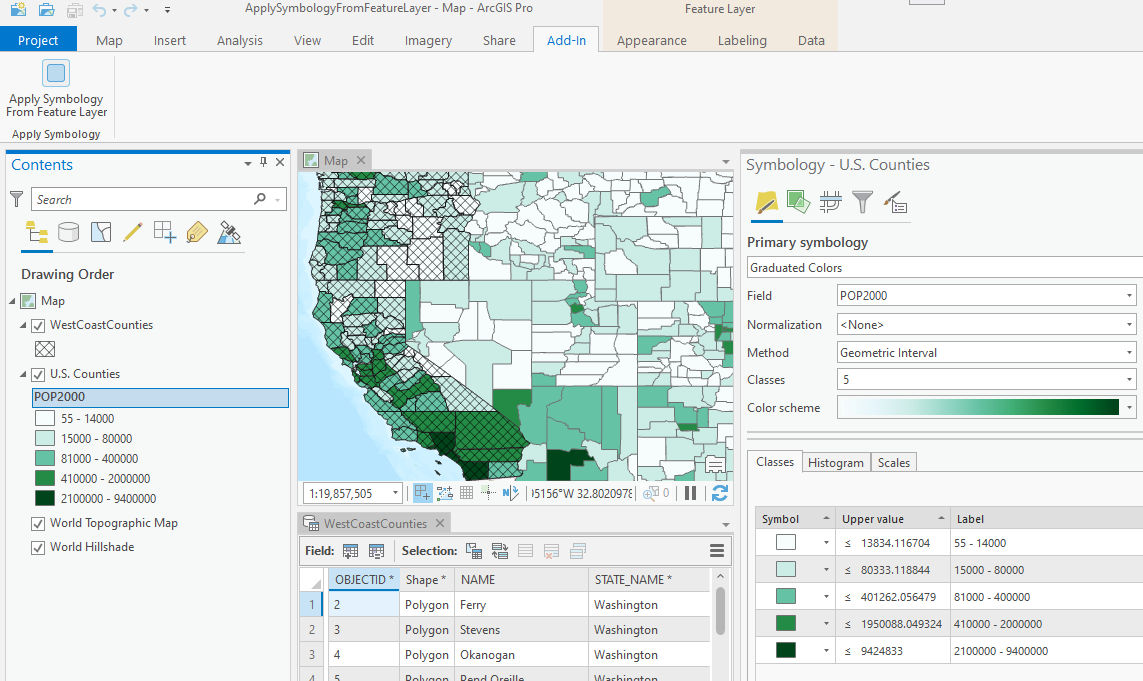 ApplySymbologyFromFeatureLayer - Map - ArcGIS Pro
Feature Layer
Project Map Insert Analysis View Edit Imagery Share Add-In Appearance Labeling Data
Apply Symbology
From Feature Layer
Apply Symbology
Contents
Search
Drawing Order
Map
WestCoastCounties
U.S. Counties
POP2000
55 - 14000
15000 - 80000
81000 - 400000
410000 - 2000000
2100000 - 9400000
World Topographic Map
World Hillshade
Map
1:19,857,505
5156°W 32.8020978
0
WestCoastCounties
Field: Selection:
OBJECTID * Shape * NAME STATE_NAME *
1 2 Polygon Ferry Washington
2 3 Polygon Stevens Washington
3 4 Polygon Okanogan Washington
4 5 Polygon Pend Oreille Washington
Symbology - U.S. Counties
Primary symbology
Graduated Colors
Field POP2000
Normalization <None>
Method Geometric Interval
Classes 5
Color scheme
Classes Histogram Scales
Symbol Upper value Label
≤ 13834.116704 55 - 14000
≤ 80333.118844 15000 - 80000
≤ 401262.056479 81000 - 400000
≤ 1950088.049324 410000 - 2000000
≤ 9424833 2100000 - 9400000